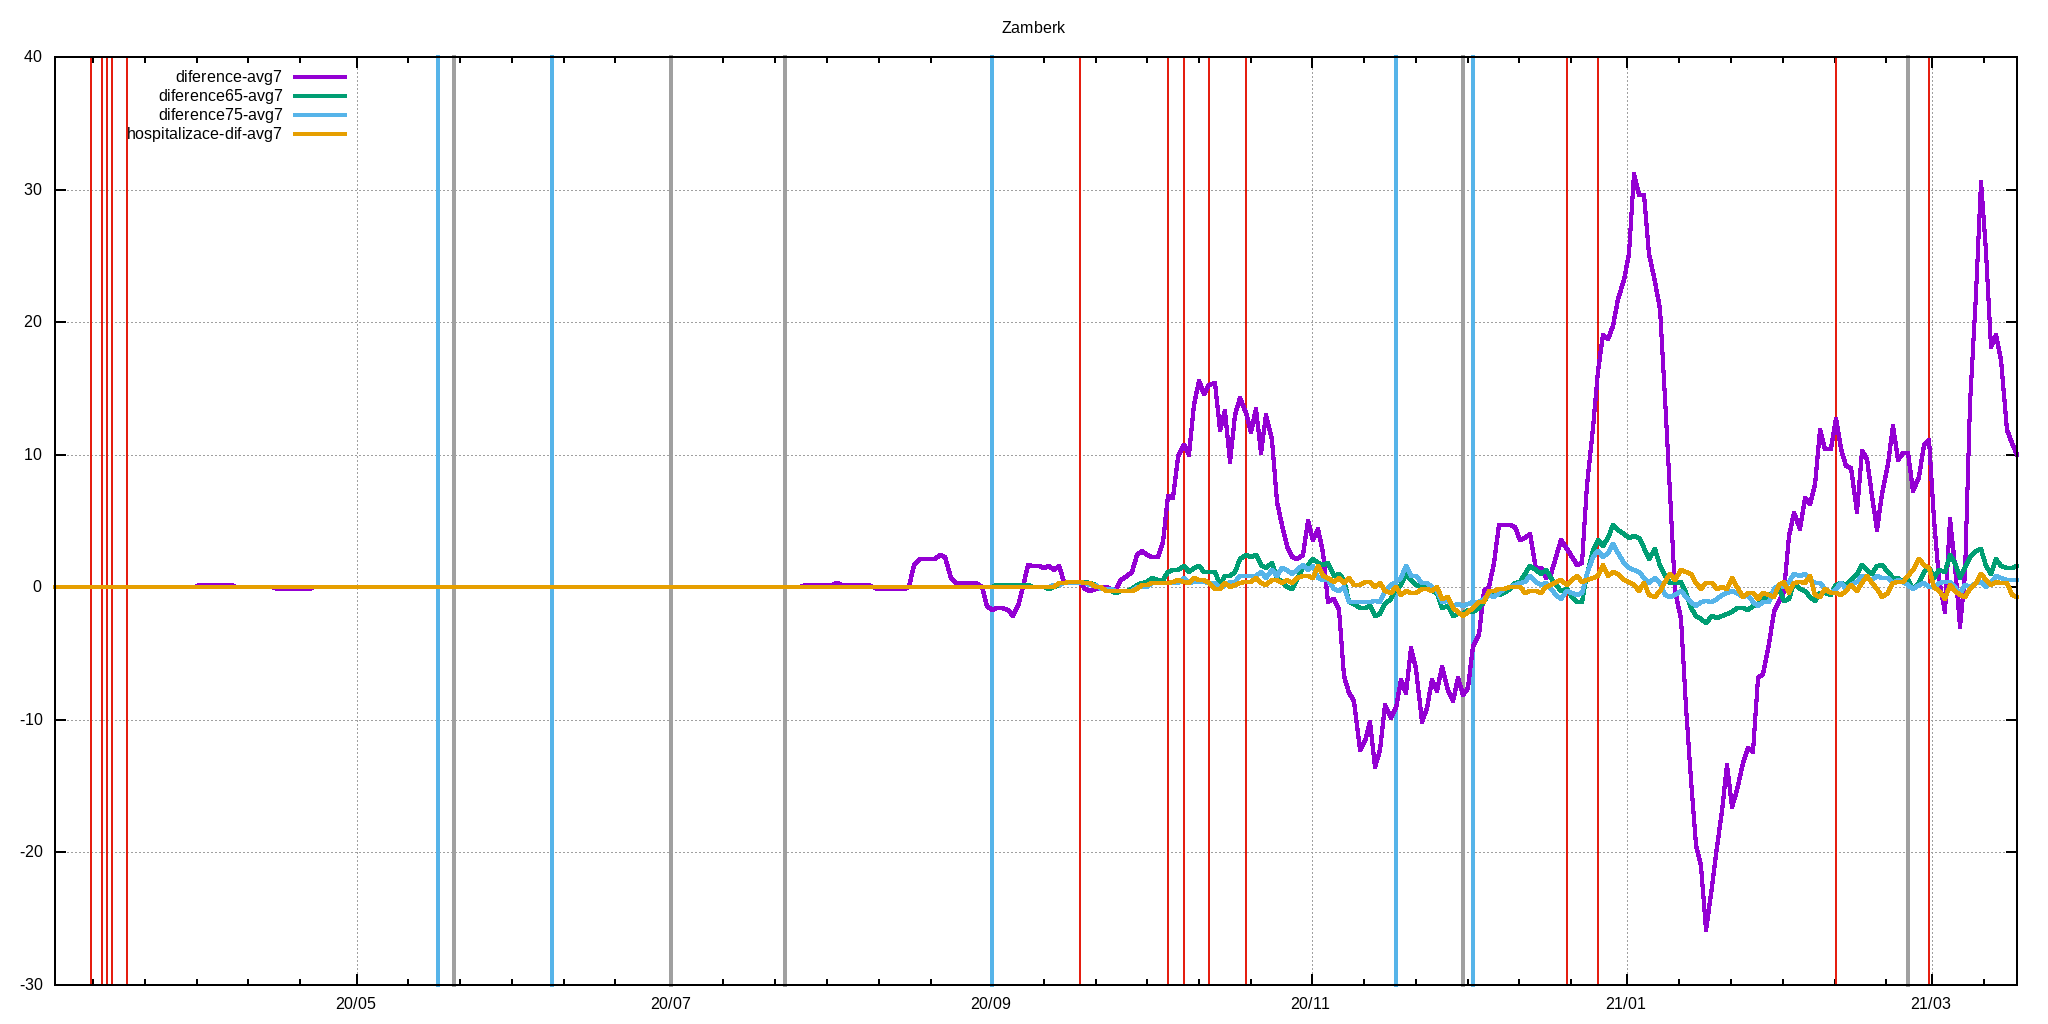 Zamberk
40
diference-avg7
diference65-avg7
diference75-avg7
hospitalizace-dif-avg7
30
20
10
0
-10
-20
-30
20/05 20/07 20/09 20/11 21/01 21/03